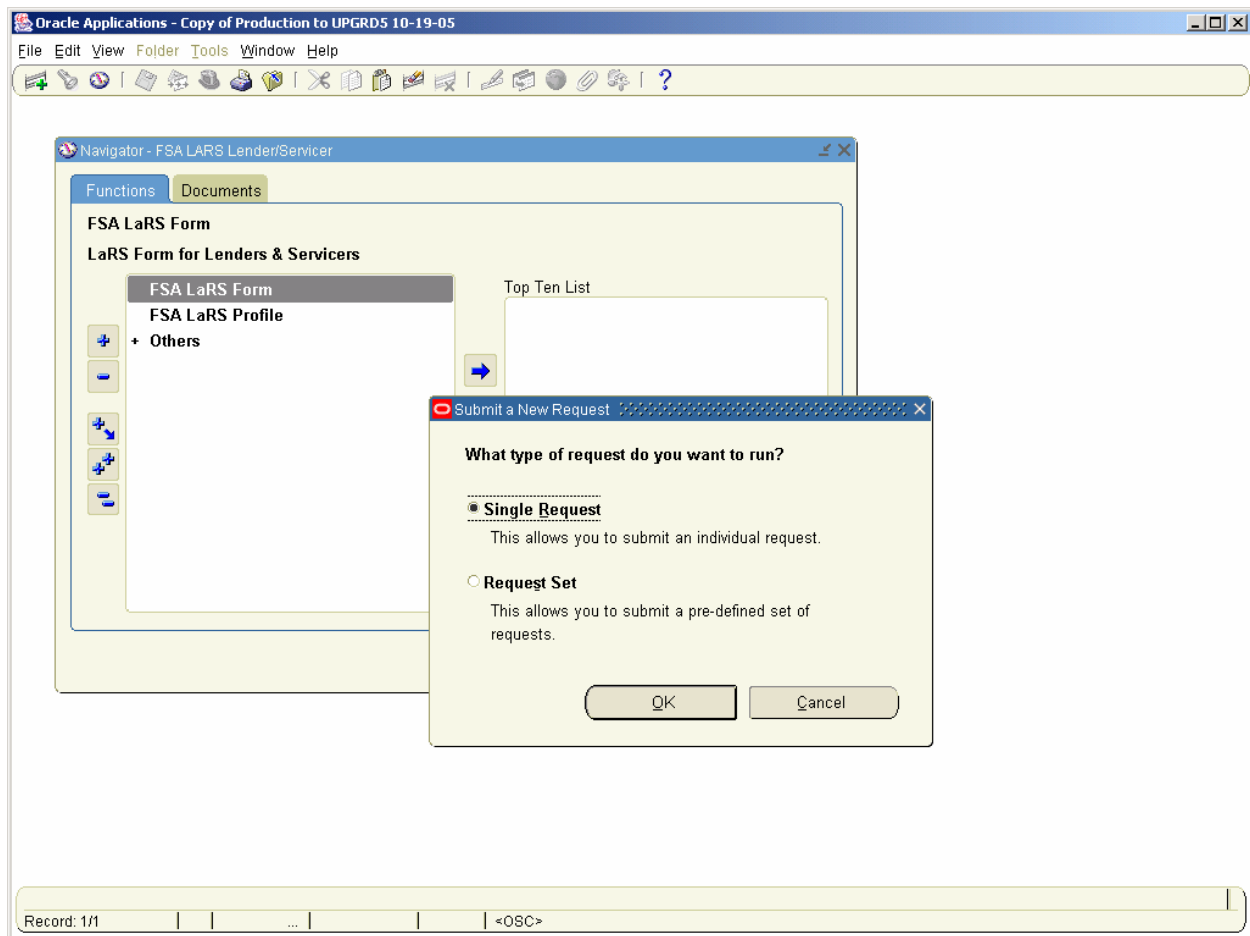 Oracle Applications - Copy of Production to UPGRD5 10-19-05
File Edit View Folder Tools Window Help
?
Navigator - FSA LARS Lender/Servicer
Functions Documents
FSA LaRS Form
LaRS Form for Lenders & Servicers
FSA LaRS Form
FSA LaRS Profile
+ Others
Top Ten List
Submit a New Request
What type of request do you want to run?
Single Request
This allows you to submit an individual request.
Request Set
This allows you to submit a pre-defined set of
requests.
OK Cancel
Record: 1/1 ... <OSC>